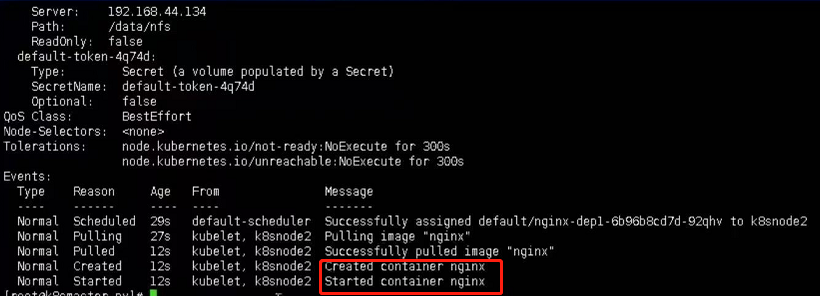 Server: 192.168.44.134
Path: /data/nfs
ReadOnly: false
default-token-4q74d:
Type: Secret (a volume populated by a Secret)
SecretName: default-token-4q74d
Optional: false
QoS Class: BestEffort
Node-Selectors: <none>
Tolerations: node.kubernetes.io/not-ready:NoExecute for 300s
node.kubernetes.io/unreachable:NoExecute for 300s
Events:
Type Reason Age From Message
---- ------ ---- ---- -------
Normal Scheduled 29s default-scheduler Successfully assigned default/nginx-dep1-6b96b8cd7d-92qhv to k8snode2
Normal Pulling 27s kubelet, k8snode2 Pulling image "nginx"
Normal Pulled 12s kubelet, k8snode2 Successfully pulled image "nginx"
Normal Created 12s kubelet, k8snode2 Created container nginx
Normal Started 12s kubelet, k8snode2 Started container nginx